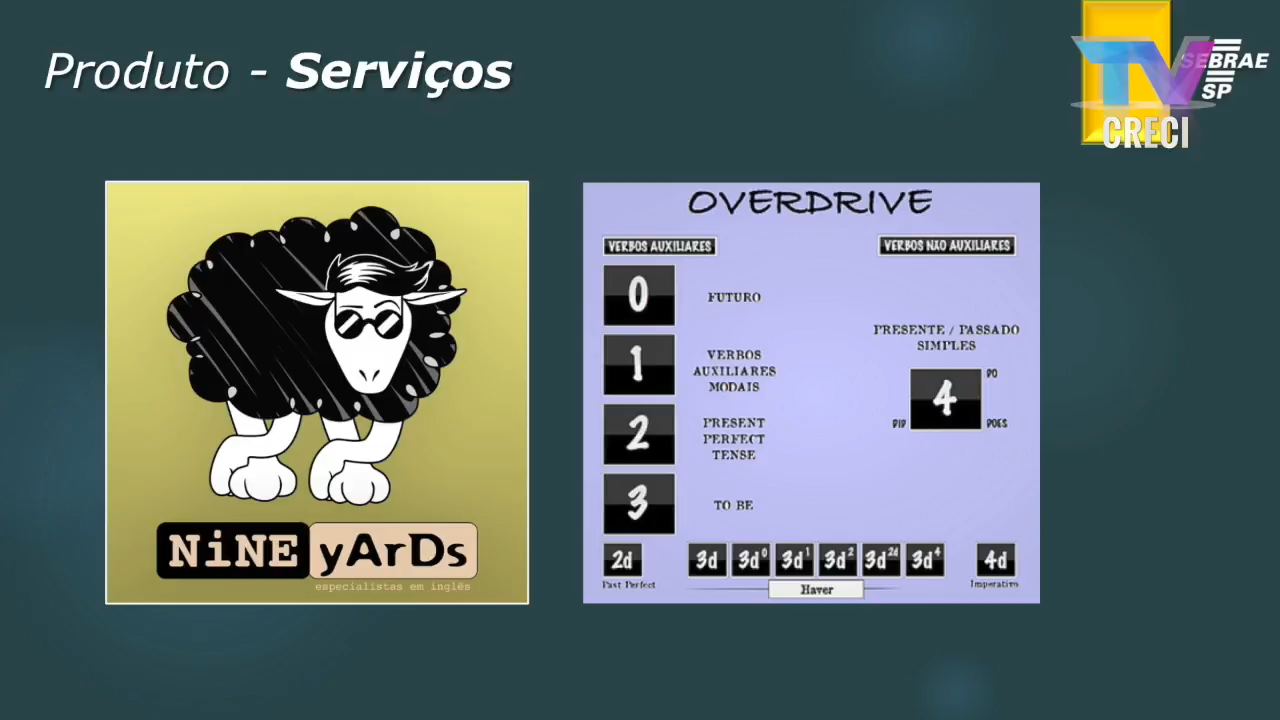 Produto - Serviços
TV
CRECI
SEBRAE
SP
NiNE yArDs
especialistas em inglês
OVERDRIVE
VERBOS AUXILIARES
VERBOS NÃO AUXILIARES
0
FUTURO
1
VERBOS
AUXILIARES
MODAIS
2
PRESENT
PERFECT
TENSE
3
TO BE
PRESENTE / PASSADO
SIMPLES
4
DO
DID
DOES
2d
Past Perfect
3d
3d⁰
3d¹
3d²
3d²ᵈ
3d⁴
4d
Imperativo
Haver